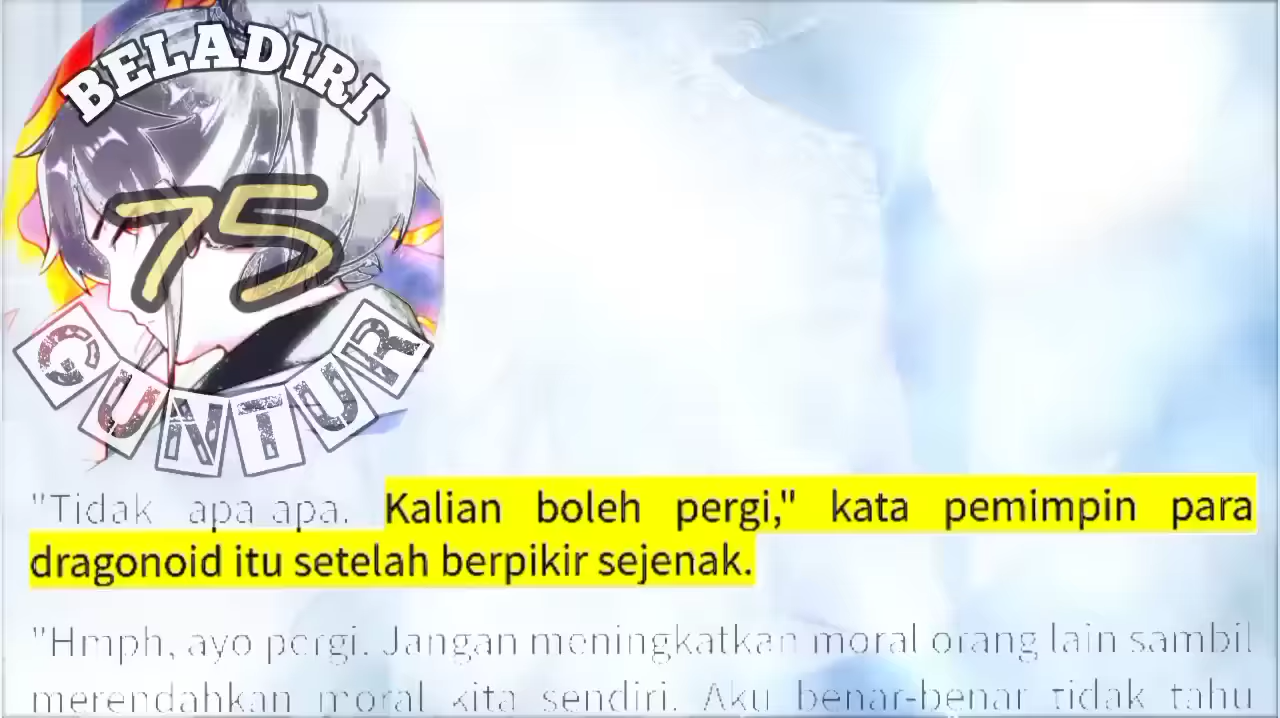 BELADIRI
75
GUNTUR
"Tidak apa apa. Kalian boleh pergi," kata pemimpin para
dragonoid itu setelah berpikir sejenak.
"Hmph, ayo pergi. Jangan meningkatkan moral orang lain sambil
merendahkan moral kita sendiri. Aku benar-benar tidak tahu